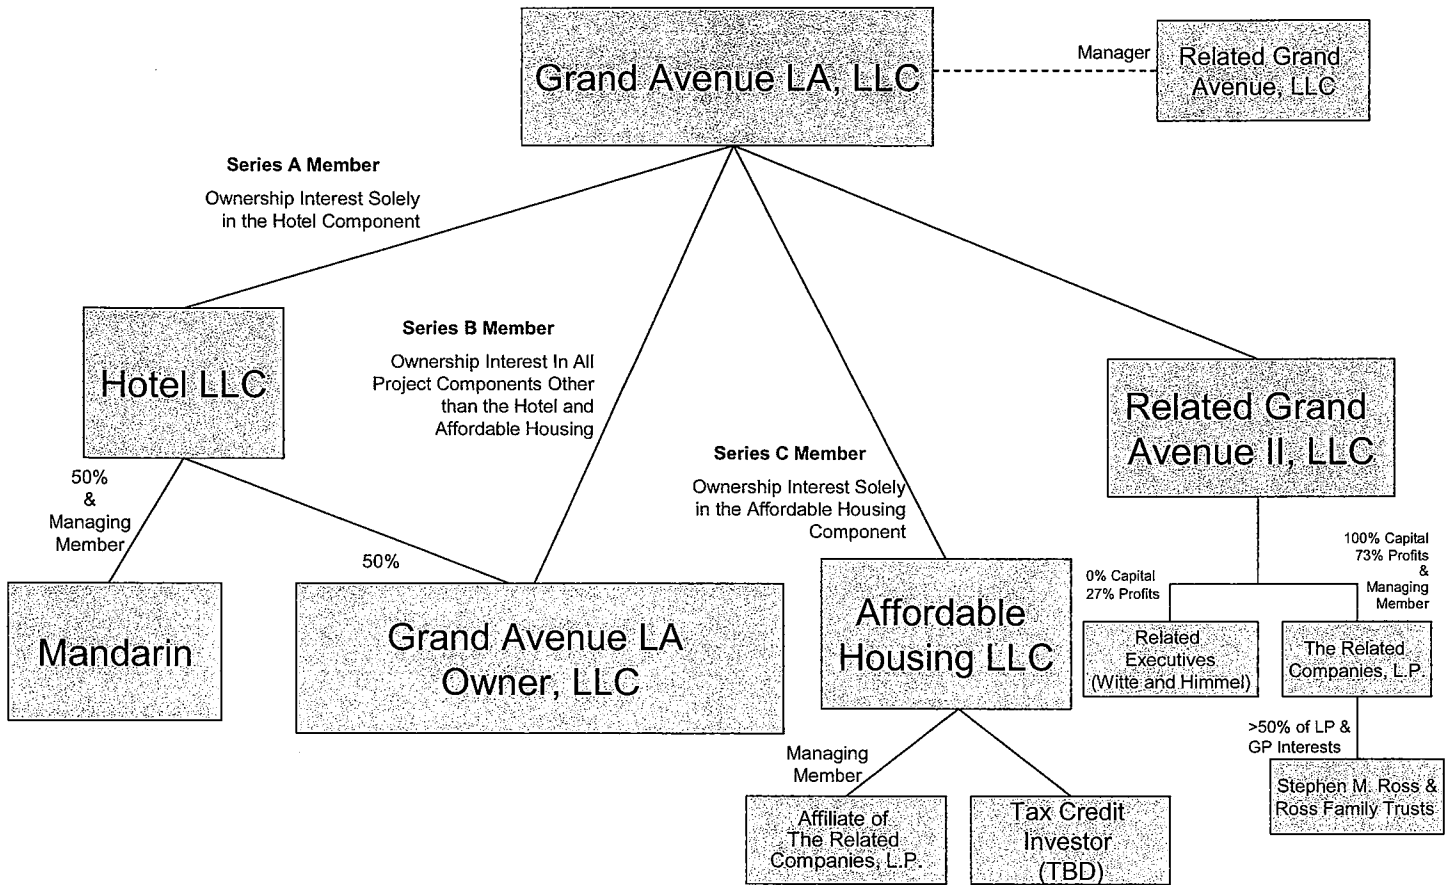 Grand Avenue LA, LLC
Manager
Related Grand
Avenue, LLC
Series A Member
Ownership Interest Solely
in the Hotel Component
Series B Member
Ownership Interest In All
Project Components Other
than the Hotel and
Affordable Housing
Series C Member
Ownership Interest Solely
in the Affordable Housing
Component
Hotel LLC
Related Grand
Avenue II, LLC
50%
&
Managing
Member
50%
Mandarin
Grand Avenue LA
Owner, LLC
Affordable
Housing LLC
0% Capital
27% Profits
100% Capital
73% Profits
&
Managing
Member
Related
Executives
(Witte and Himmel)
The Related
Companies, L.P.
>50% of LP &
GP Interests
Stephen M. Ross &
Ross Family Trusts
Managing
Member
Affiliate of
The Related
Companies, L.P.
Tax Credit
Investor
(TBD)